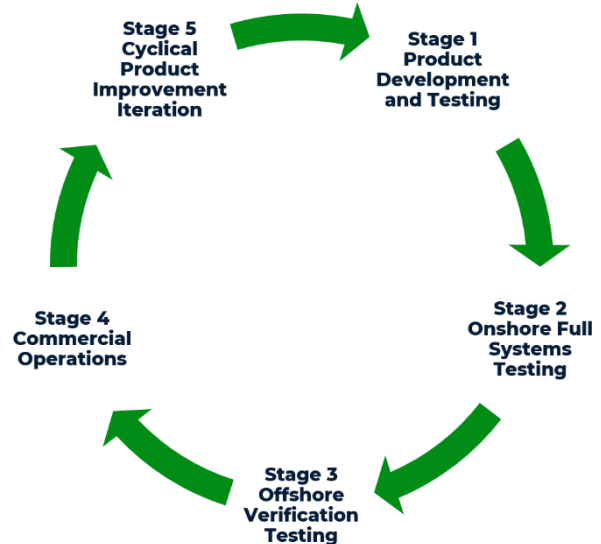 Stage 5
Cyclical
Product
Improvement
Iteration
Stage 1
Product
Development
and Testing
Stage 2
Onshore Full
Systems
Testing
Stage 3
Offshore
Verification
Testing
Stage 4
Commercial
Operations